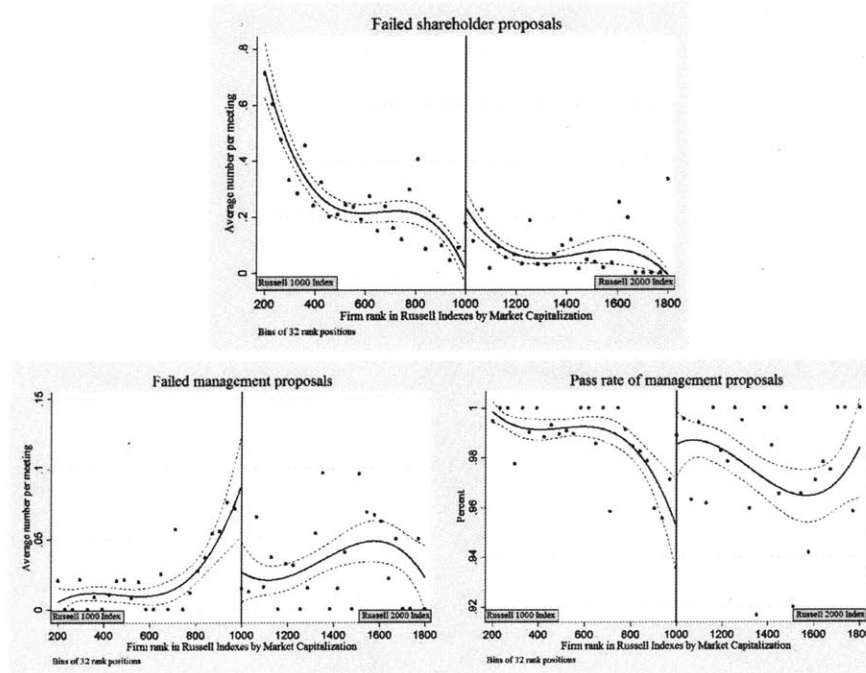 Failed shareholder proposals
Average number per meeting
.8
.6
.4
.2
0
Russell 1000 Index
Russell 2000 Index
200 400 600 800 1000 1200 1400 1600 1800
Firm rank in Russell Indexes by Market Capitalization
Bins of 32 rank positions
Failed management proposals
Average number per meeting
.15
.1
.05
0
Russell 1000 Index
Russell 2000 Index
200 400 600 800 1000 1200 1400 1600 1800
Firm rank in Russell Indexes by Market Capitalization
Bins of 32 rank positions
Pass rate of management proposals
Percent
1
.98
.96
.94
.92
Russell 1000 Index
Russell 2000 Index
200 400 600 800 1000 1200 1400 1600 1800
Firm rank in Russell Indexes by Market Capitalization
Bins of 32 rank positions